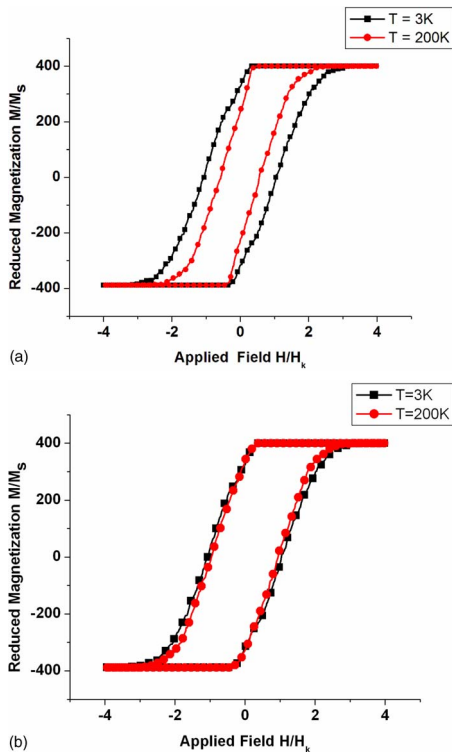 T = 3K
T = 200K
400
200
0
-200
-400
Reduced Magnetization M/Ms
-4 -2 0 2 4
Applied Field H/Hk
(a)
T=3K
T=200K
400
200
0
-200
-400
Reduced Magnetization M/Ms
-4 -2 0 2 4
Applied Field H/Hk
(b)